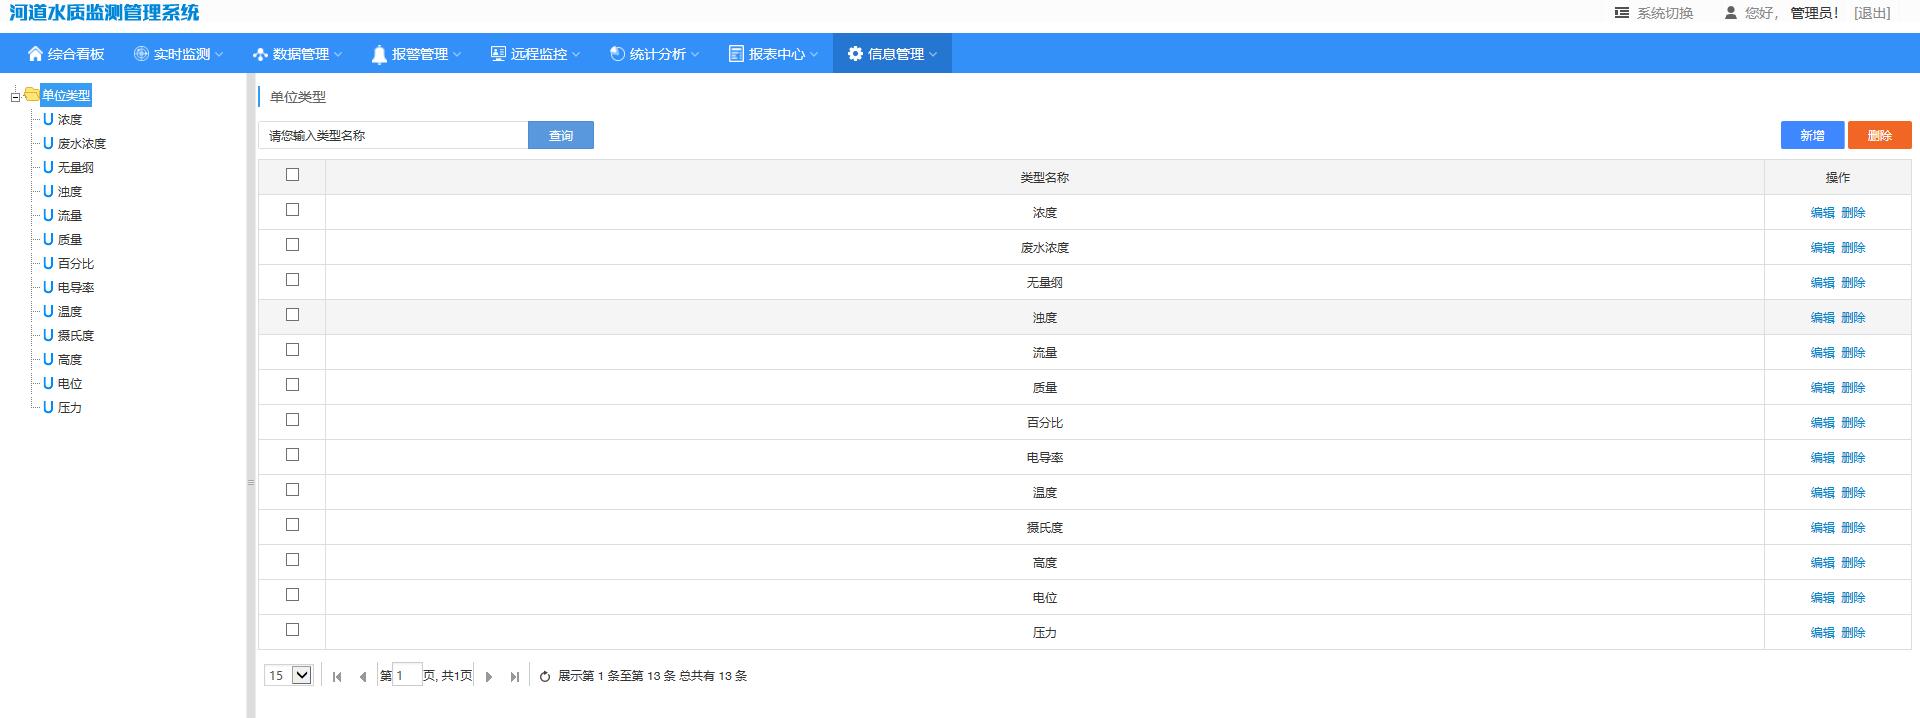 河道水质监测管理系统
系统切换 您好， 管理员！ [退出]
综合看板 实时监测 数据管理 报警管理 远程监控 统计分析 报表中心 信息管理
单位类型
浓度
废水浓度
无量纲
浊度
流量
质量
百分比
电导率
温度
摄氏度
高度
电位
压力
单位类型
请您输入类型名称 查询 新增 删除
类型名称 操作
浓度 编辑 删除
废水浓度 编辑 删除
无量纲 编辑 删除
浊度 编辑 删除
流量 编辑 删除
质量 编辑 删除
百分比 编辑 删除
电导率 编辑 删除
温度 编辑 删除
摄氏度 编辑 删除
高度 编辑 删除
电位 编辑 删除
压力 编辑 删除
15 第 1 页, 共1页 展示第 1 条至第 13 条 总共有 13 条